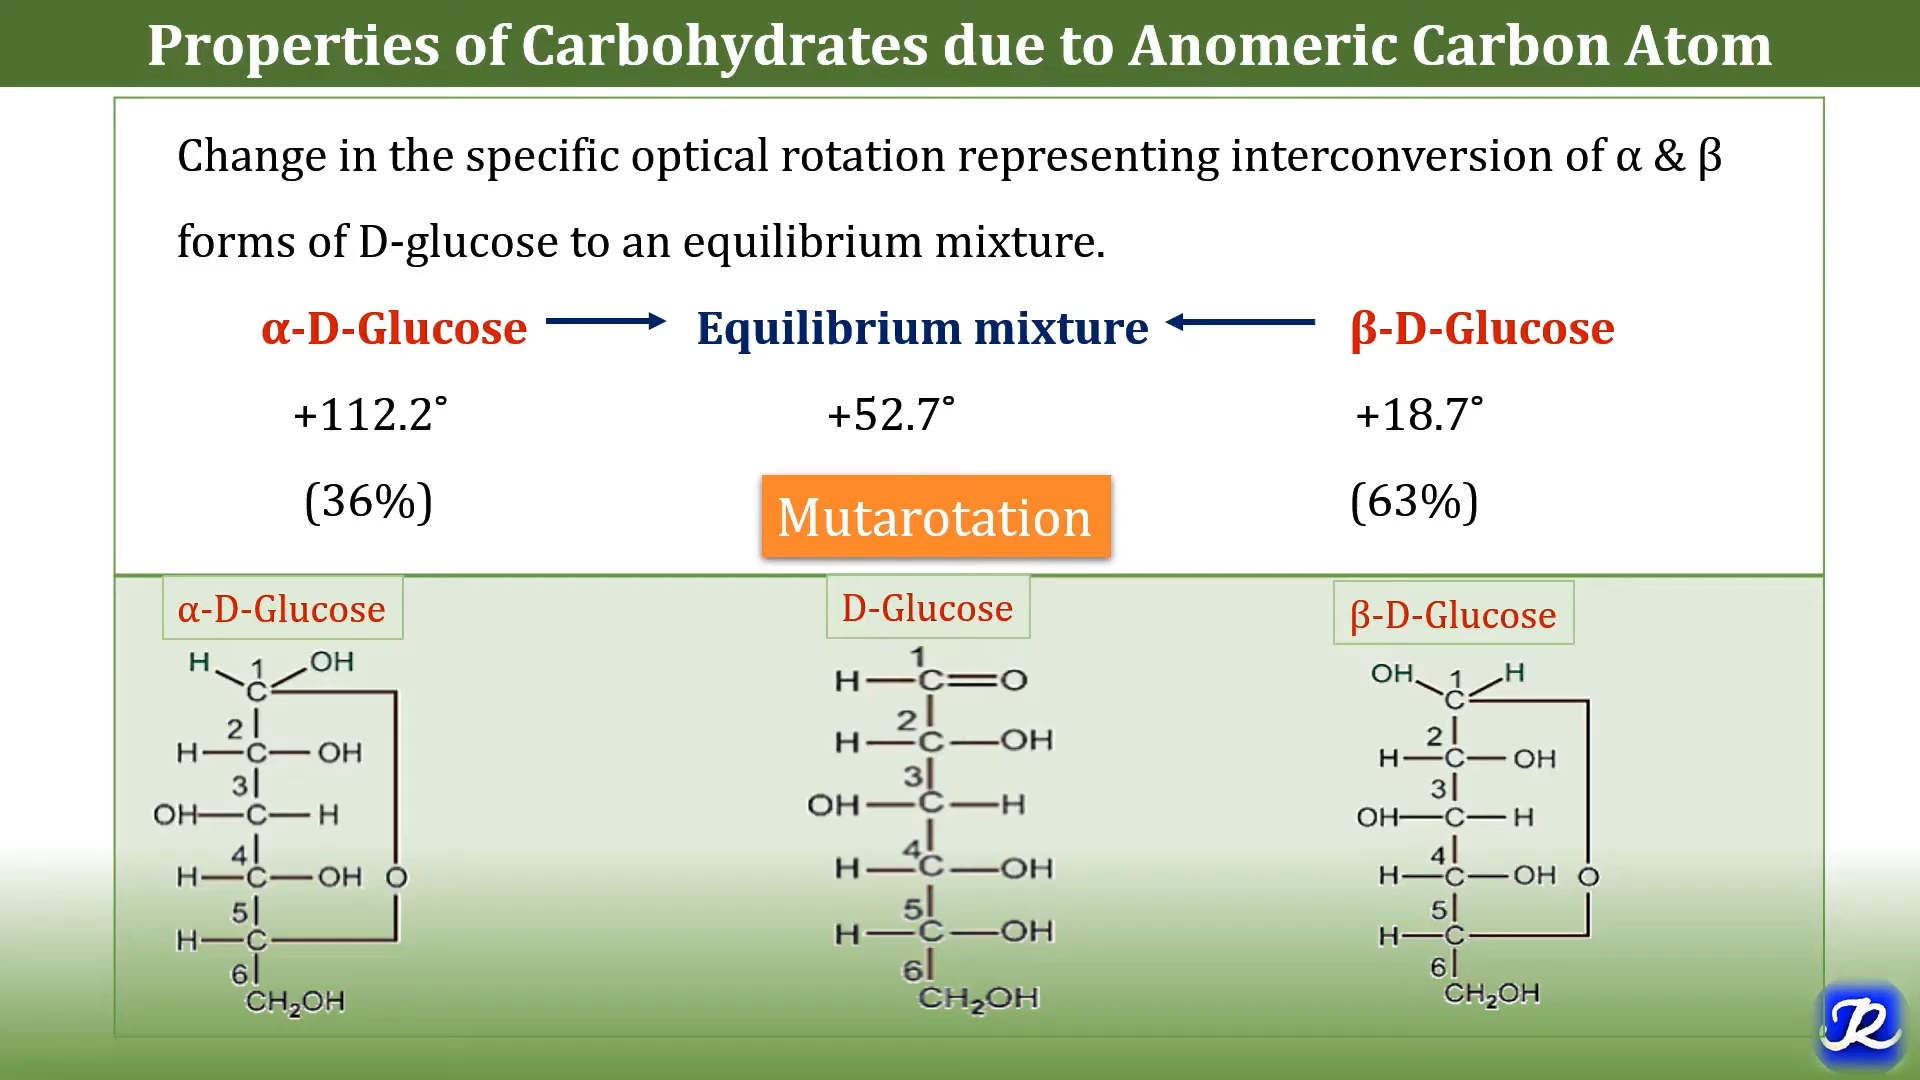 Properties of Carbohydrates due to Anomeric Carbon Atom
Change in the specific optical rotation representing interconversion of α & β
forms of D-glucose to an equilibrium mixture.
α-D-Glucose Equilibrium mixture β-D-Glucose
+112.2° +52.7° +18.7°
(36%) (63%)
Mutarotation
α-D-Glucose
H 1 OH
C
2
H C OH
3
OH C H
4
H C OH O
5
H C
6
CH₂OH
D-Glucose
1
H C O
2
H C OH
3
OH C H
4
H C OH
5
H C OH
6
CH₂OH
β-D-Glucose
OH 1 H
C
2
H C OH
3
OH C H
4
H C OH O
5
H C
6
CH₂OH
R